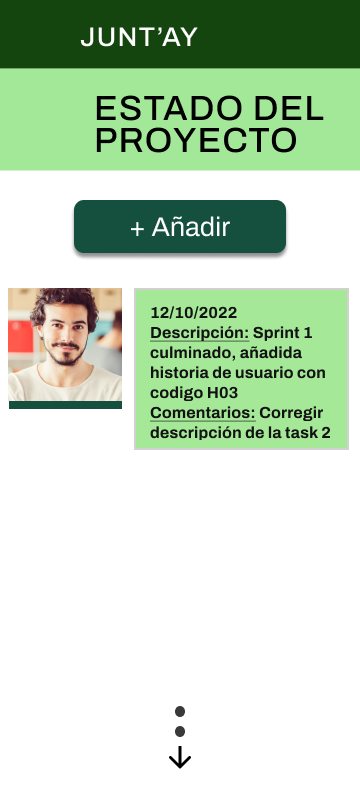 JUNT’AY
ESTADO DEL
PROYECTO
+ Añadir
12/10/2022
Descripción: Sprint 1
culminado, añadida
historia de usuario con
codigo H03
Comentarios: Corregir
descripción de la task 2